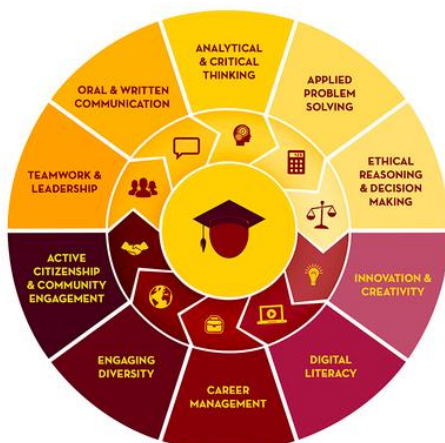 ANALYTICAL
& CRITICAL
THINKING
APPLIED
PROBLEM
SOLVING
ETHICAL
REASONING
& DECISION
MAKING
INNOVATION &
CREATIVITY
DIGITAL
LITERACY
CAREER
MANAGEMENT
ENGAGING
DIVERSITY
ACTIVE
CITIZENSHIP
& COMMUNITY
ENGAGEMENT
TEAMWORK &
LEADERSHIP
ORAL & WRITTEN
COMMUNICATION